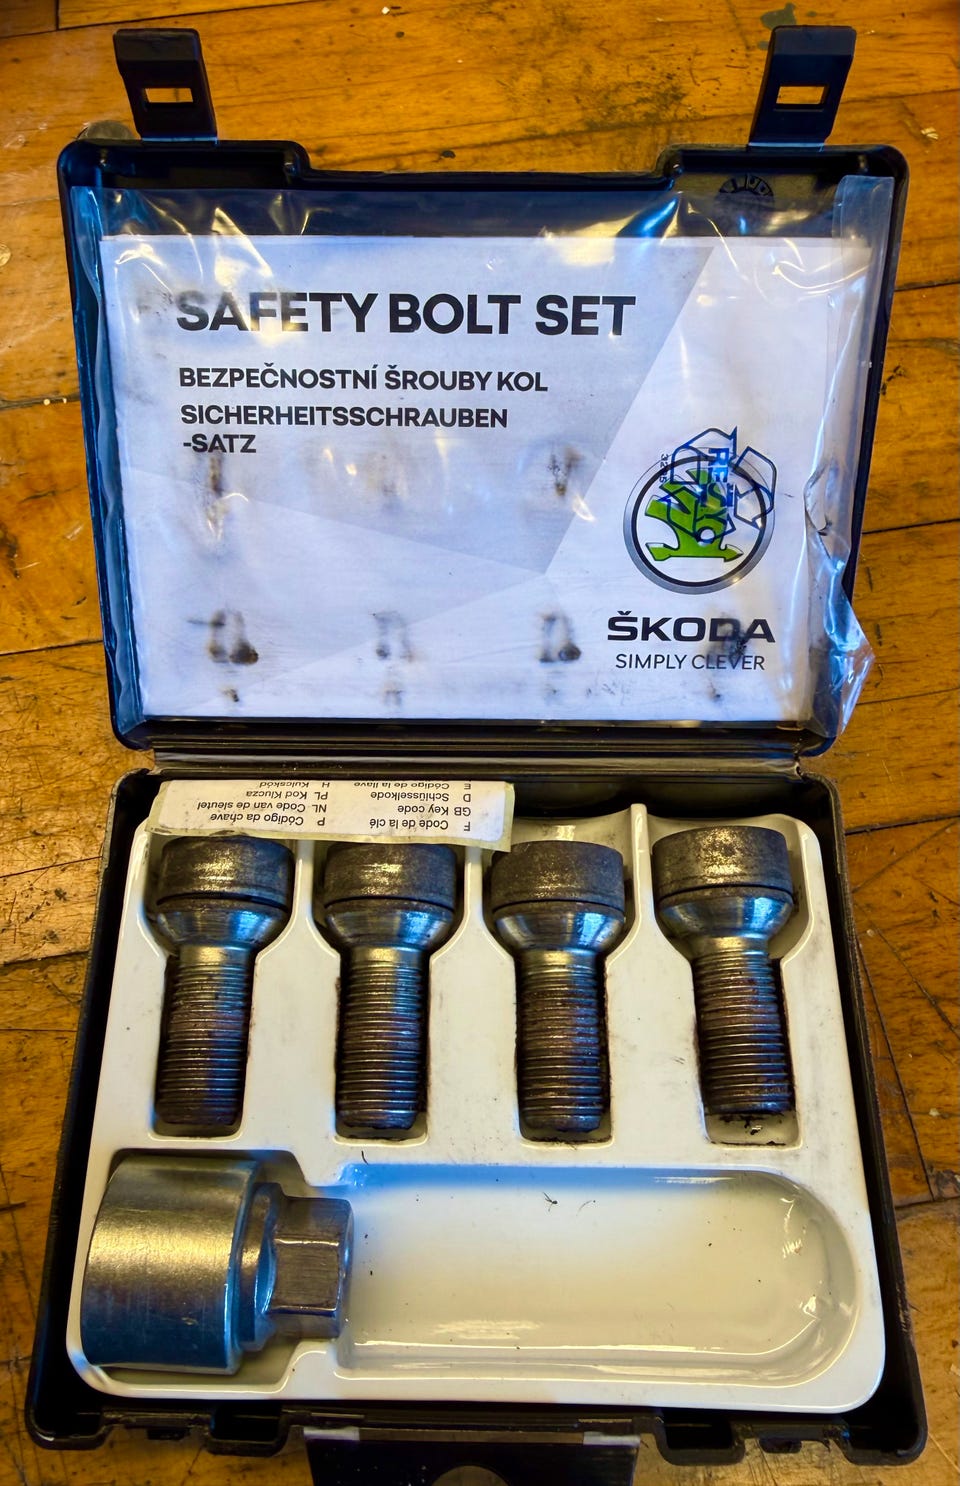 SAFETY BOLT SET
BEZPEČNOSTNÍ ŠROUBY KOL
SICHERHEITSSCHRAUBEN
-SATZ
ŠKODA
SIMPLY CLEVER
F Code de la clé
GB Key code
D Schlüsselkode
E Código de la llave
P Código da chave
NL Code van de sleutel
PL Kod Klucza
H Kulcskód